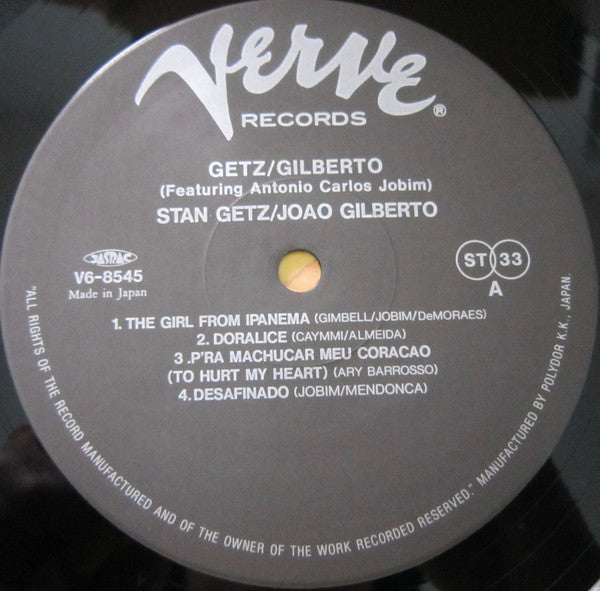 Verve®
RECORDS
GETZ/GILBERTO
(Featuring Antonio Carlos Jobim)
STAN GETZ/JOAO GILBERTO
JASRAC
V6-8545
Made in Japan
ST 33
A
1. THE GIRL FROM IPANEMA (GIMBELL/JOBIM/DeMORAES)
2. DORALICE (CAYMMI/ALMEIDA)
3 .P'RA MACHUCAR MEU CORACAO
(TO HURT MY HEART) (ARY BARROSSO)
4. DESAFINADO (JOBIM/MENDONCA)
"ALL RIGHTS OF THE RECORD MANUFACTURED AND OF THE OWNER OF THE WORK RECORDED RESERVED." MANUFACTURED BY POLYDOR K.K., JAPAN.